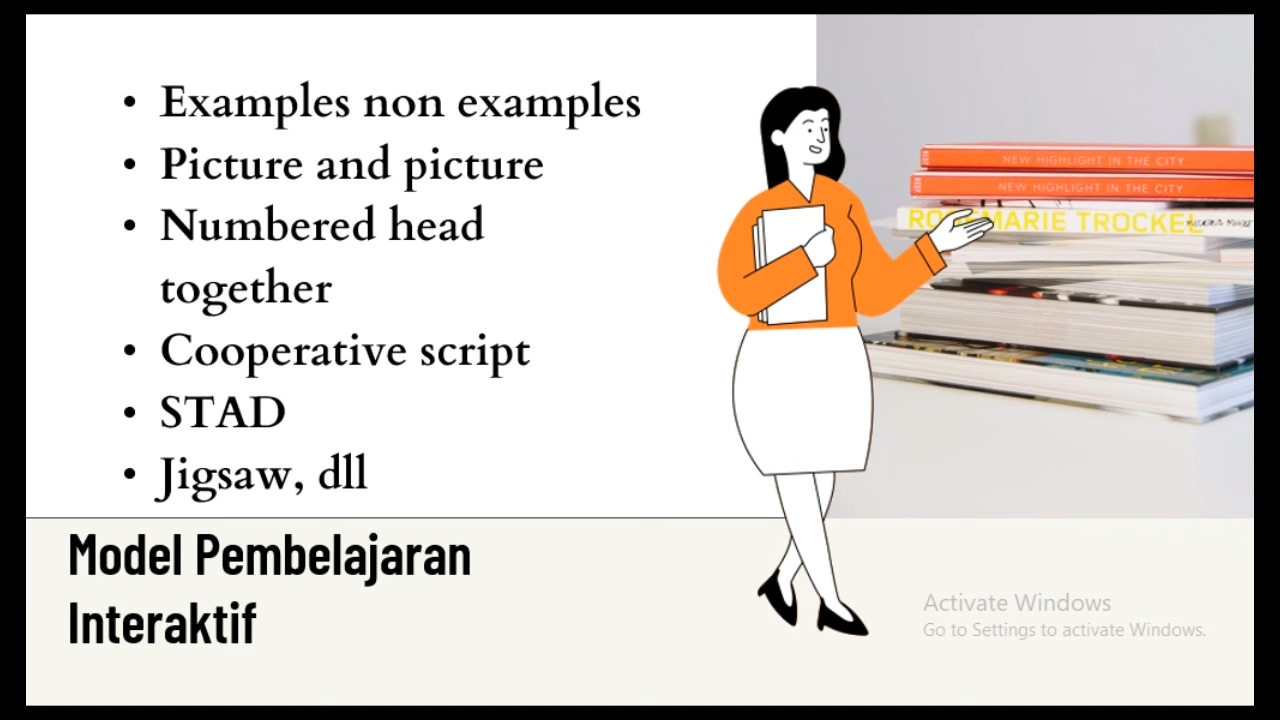 • Examples non examples
• Picture and picture
• Numbered head
together
• Cooperative script
• STAD
• Jigsaw, dll
Model Pembelajaran
Interaktif
NEW HIGHLIGHT IN THE CITY
NEW HIGHLIGHT IN THE CITY
TROCKEL
Activate Windows
Go to Settings to activate Windows.